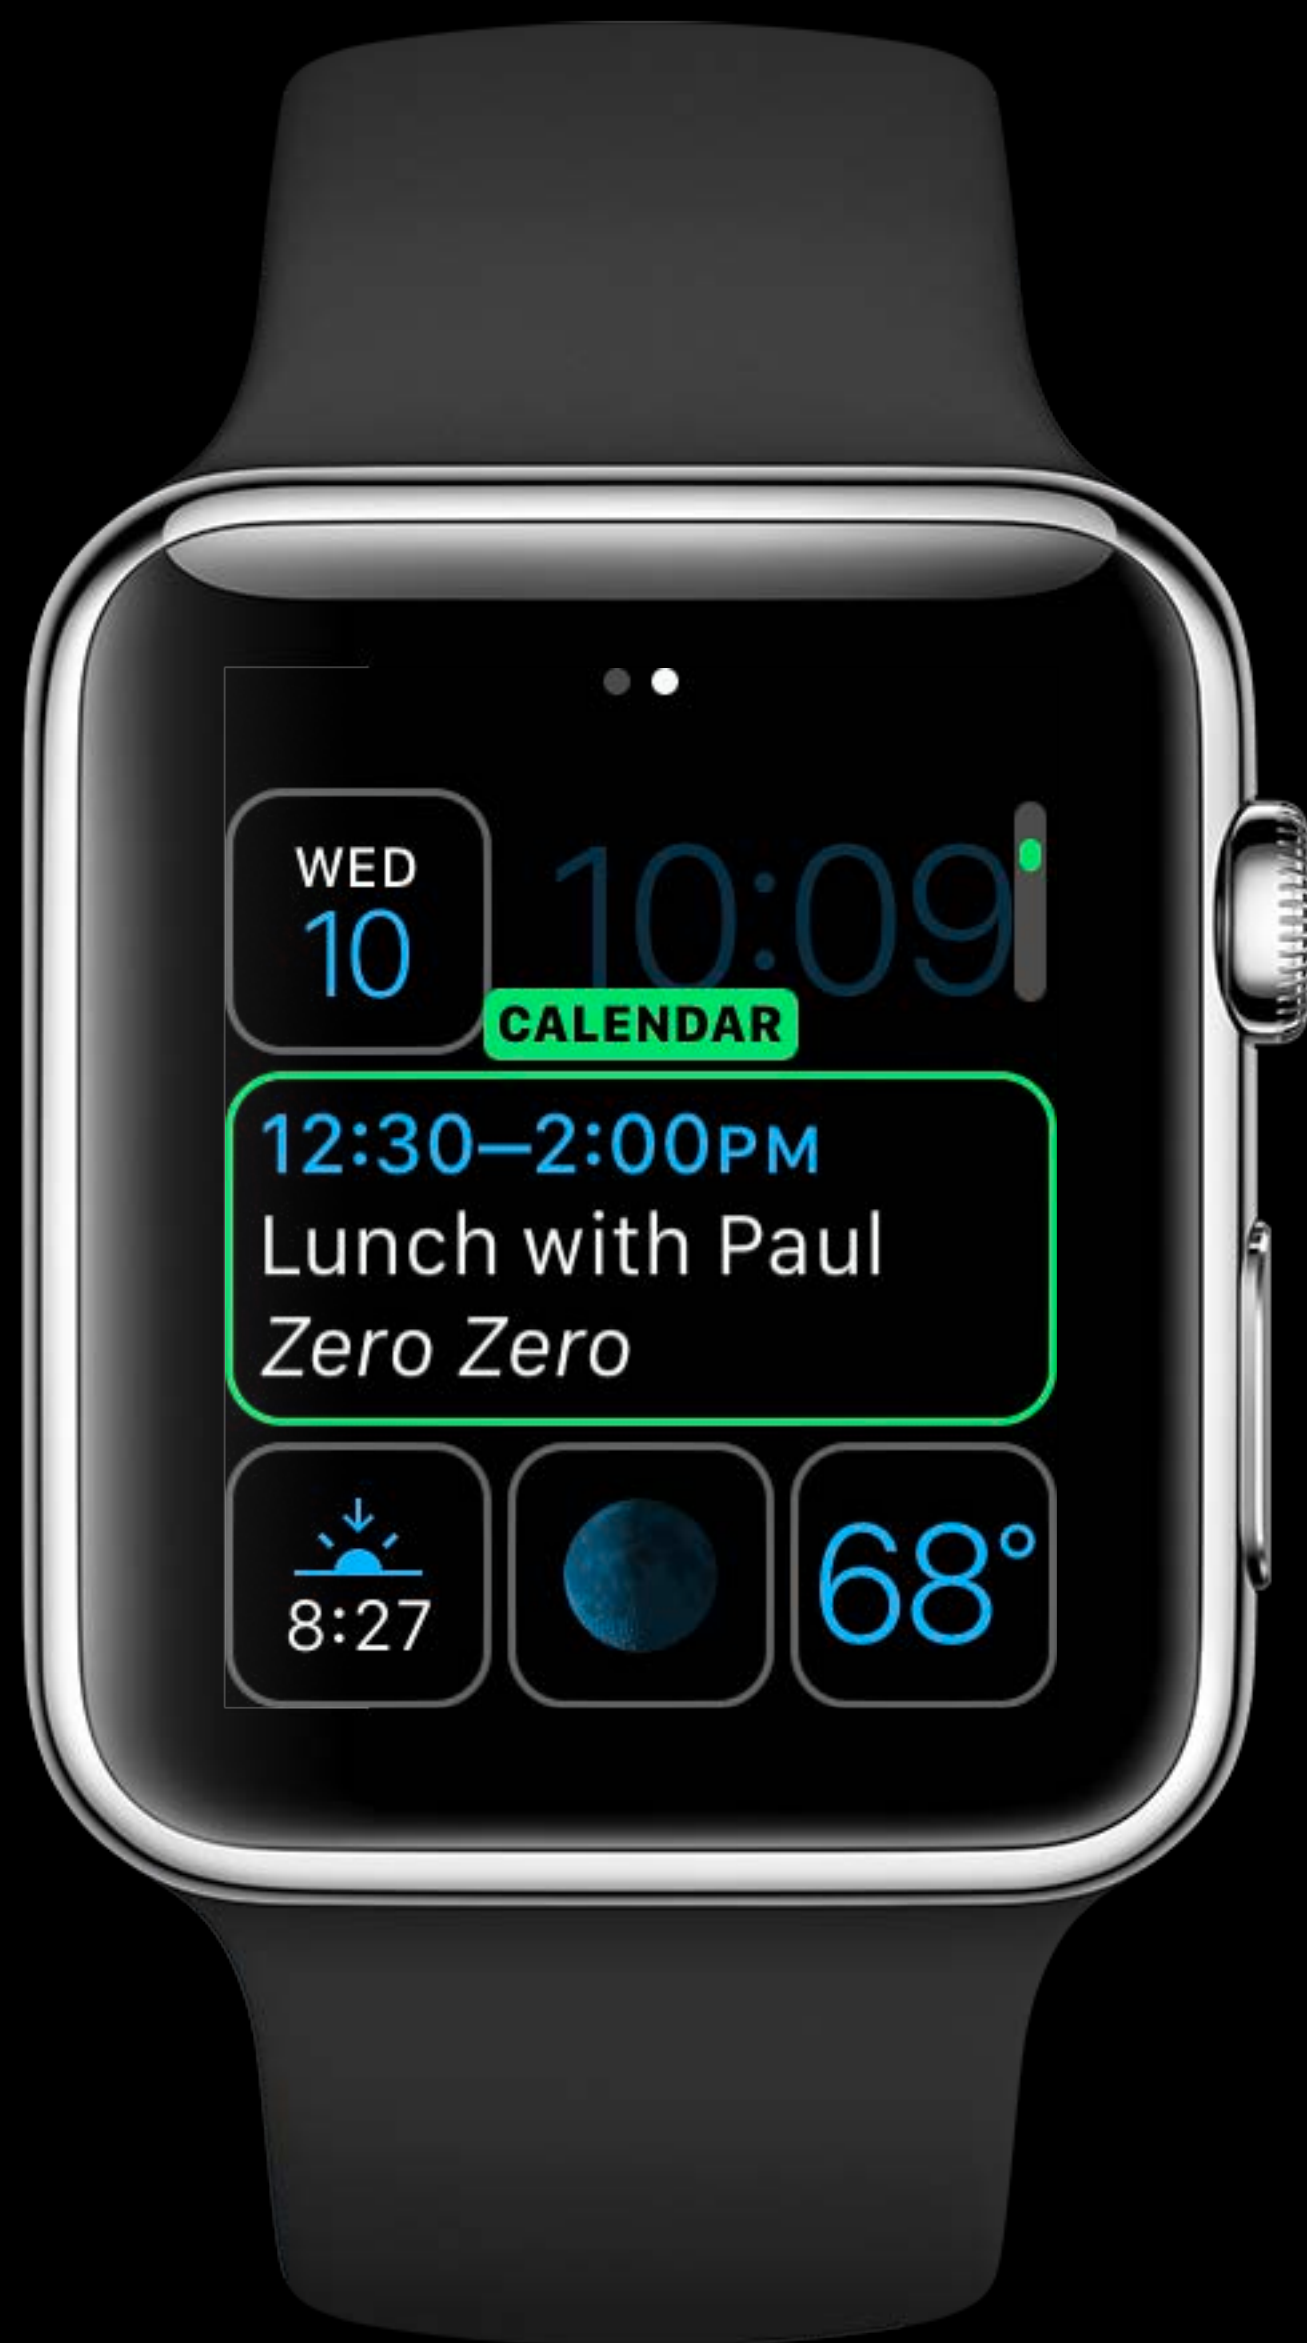 WED
10
10:09
CALENDAR
12:30–2:00PM
Lunch with Paul
Zero Zero
8:27
68°